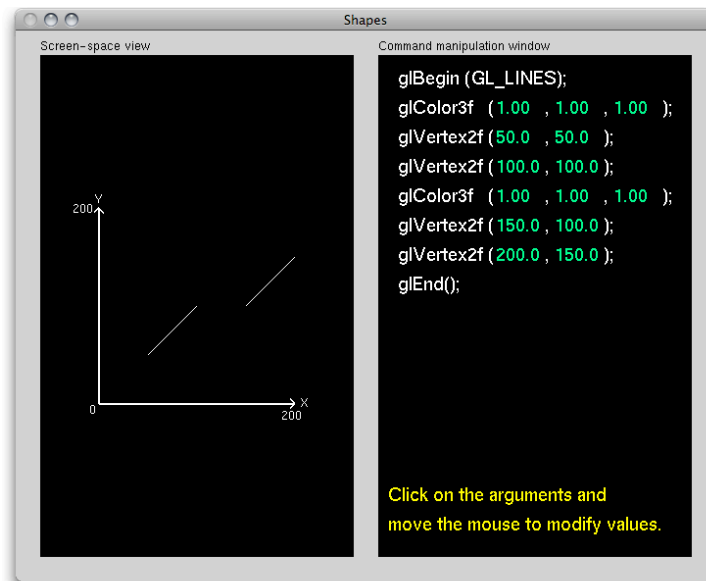 Shapes
Screen-space view
Y
200
0
X
200
Command manipulation window
glBegin (GL_LINES);
glColor3f ( 1.00 , 1.00 , 1.00 );
glVertex2f ( 50.0 , 50.0 );
glVertex2f ( 100.0 , 100.0 );
glColor3f ( 1.00 , 1.00 , 1.00 );
glVertex2f ( 150.0 , 100.0 );
glVertex2f ( 200.0 , 150.0 );
glEnd();
Click on the arguments and
move the mouse to modify values.